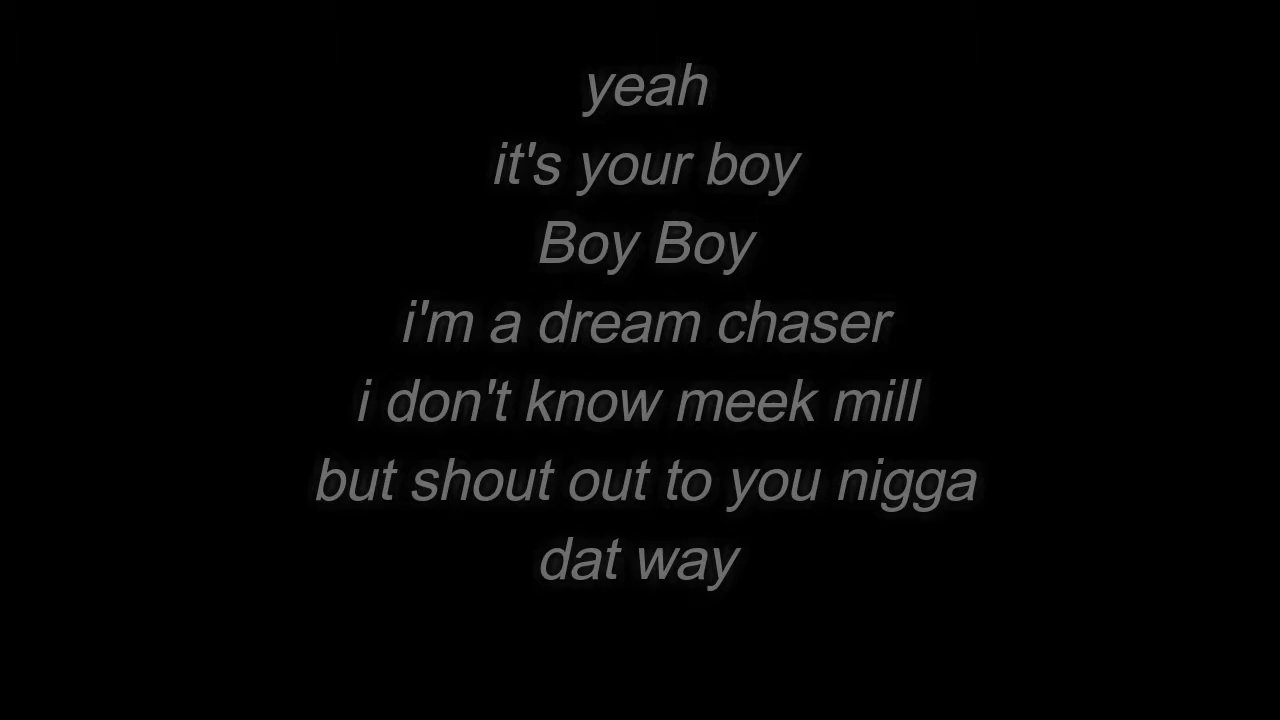 yeah
it's your boy
Boy Boy
i'm a dream chaser
i don't know meek mill
but shout out to you nigga
dat way